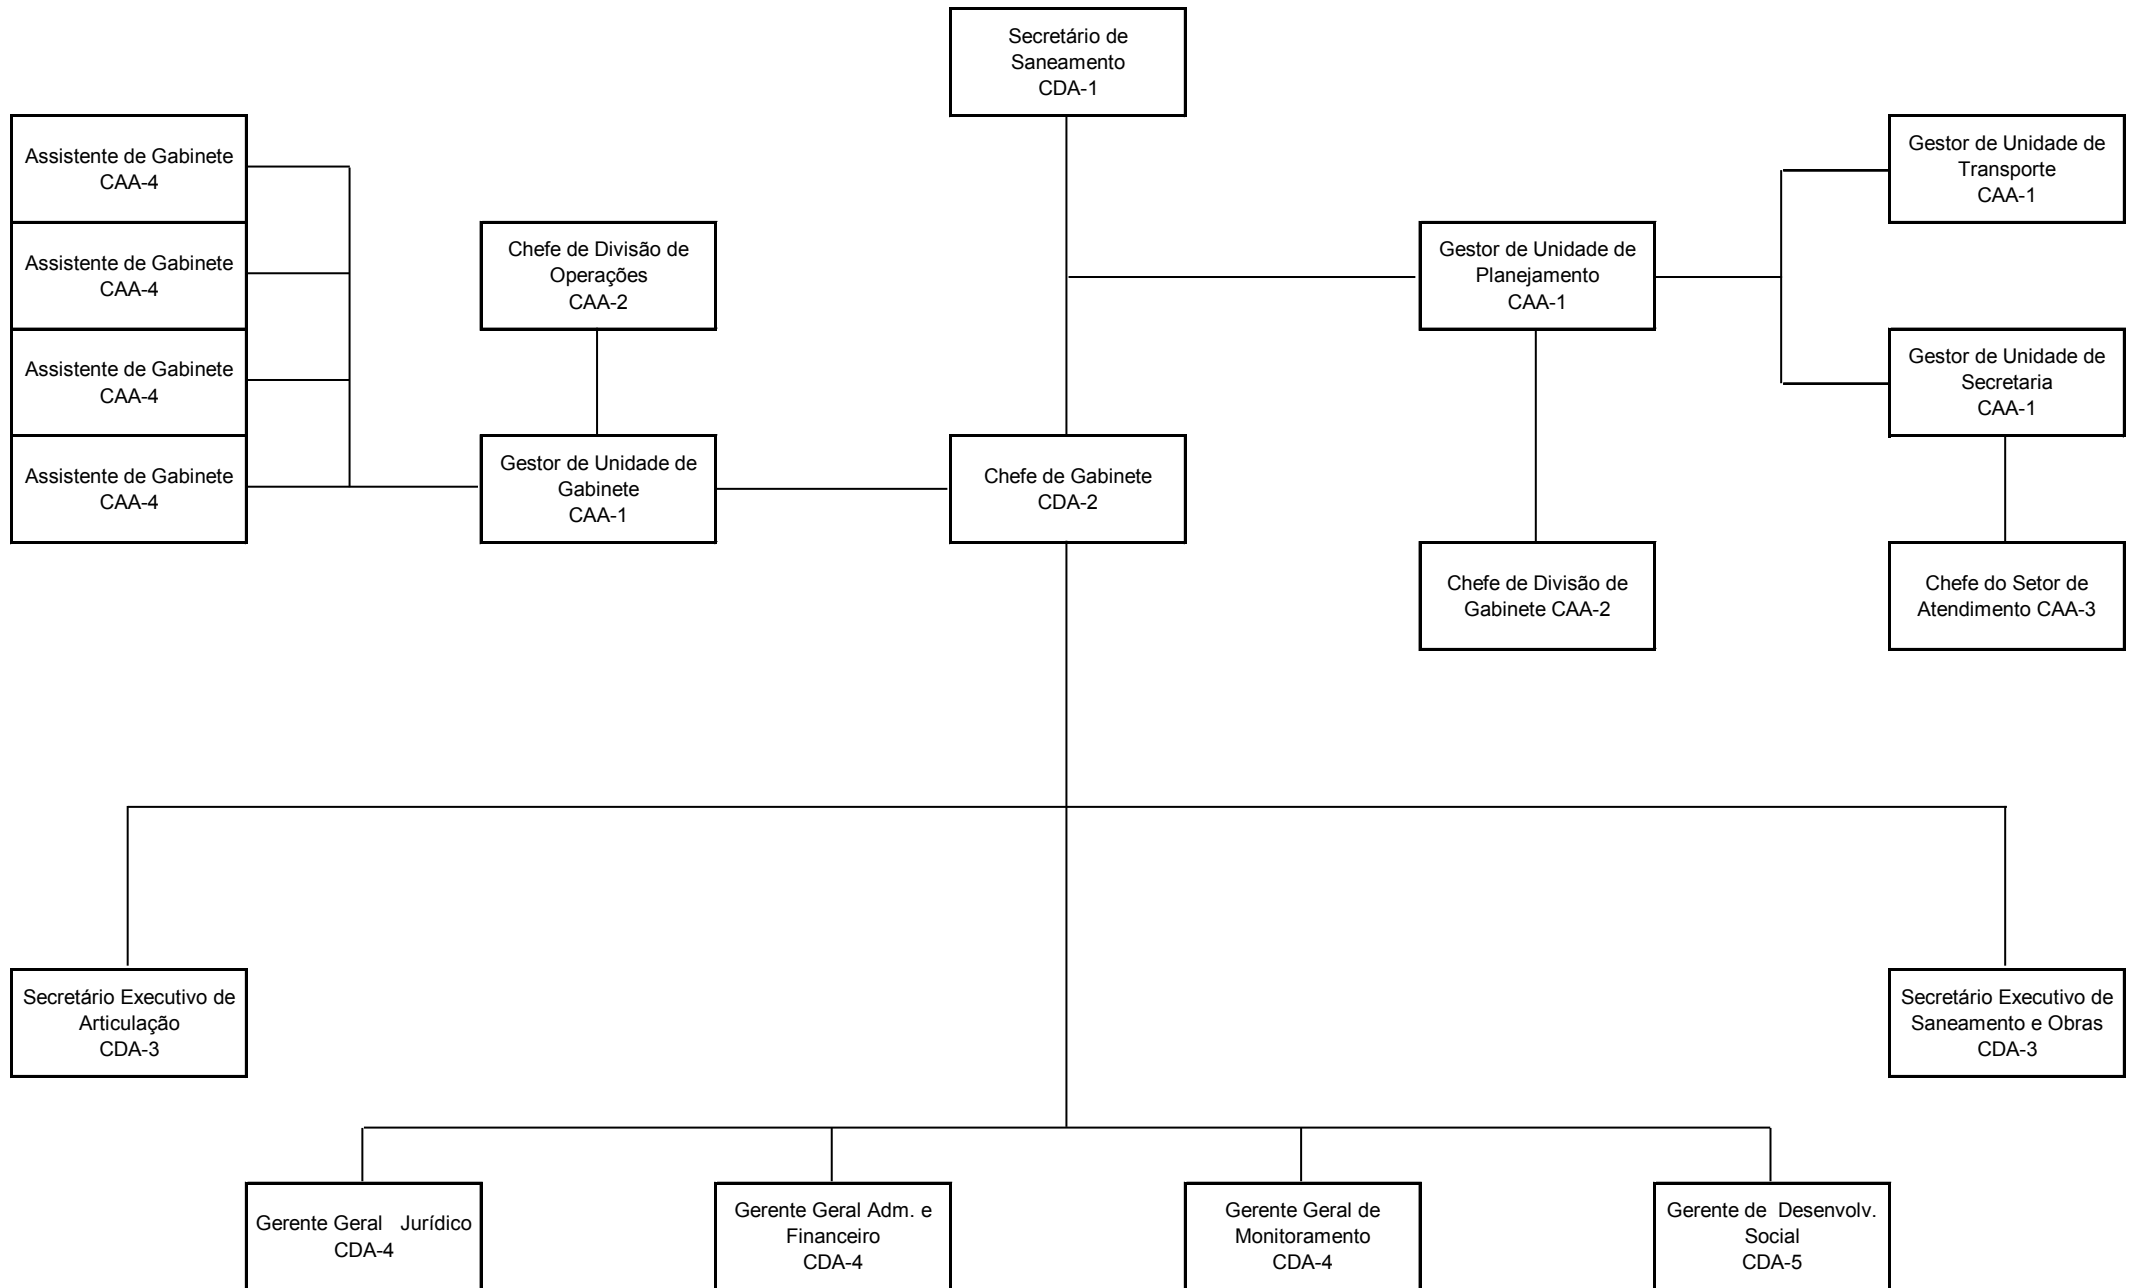 Secretário de
Saneamento
CDA-1
Assistente de Gabinete
CAA-4
Gestor de Unidade de
Transporte
CAA-1
Assistente de Gabinete
CAA-4
Chefe de Divisão de
Operações
CAA-2
Gestor de Unidade de
Planejamento
CAA-1
Assistente de Gabinete
CAA-4
Gestor de Unidade de
Secretaria
CAA-1
Assistente de Gabinete
CAA-4
Gestor de Unidade de
Gabinete
CAA-1
Chefe de Gabinete
CDA-2
Chefe de Divisão de
Gabinete CAA-2
Chefe do Setor de
Atendimento CAA-3
Secretário Executivo de
Articulação
CDA-3
Secretário Executivo de
Saneamento e Obras
CDA-3
Gerente Geral Jurídico
CDA-4
Gerente Geral Adm. e
Financeiro
CDA-4
Gerente Geral de
Monitoramento
CDA-4
Gerente de Desenvolv.
Social
CDA-5